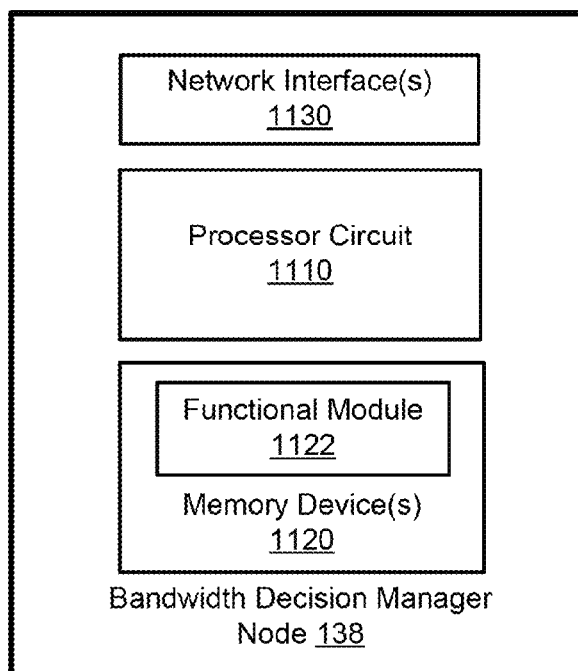 Network Interface(s)
1130
Processor Circuit
1110
Functional Module
1122
Memory Device(s)
1120
Bandwidth Decision Manager
Node 138